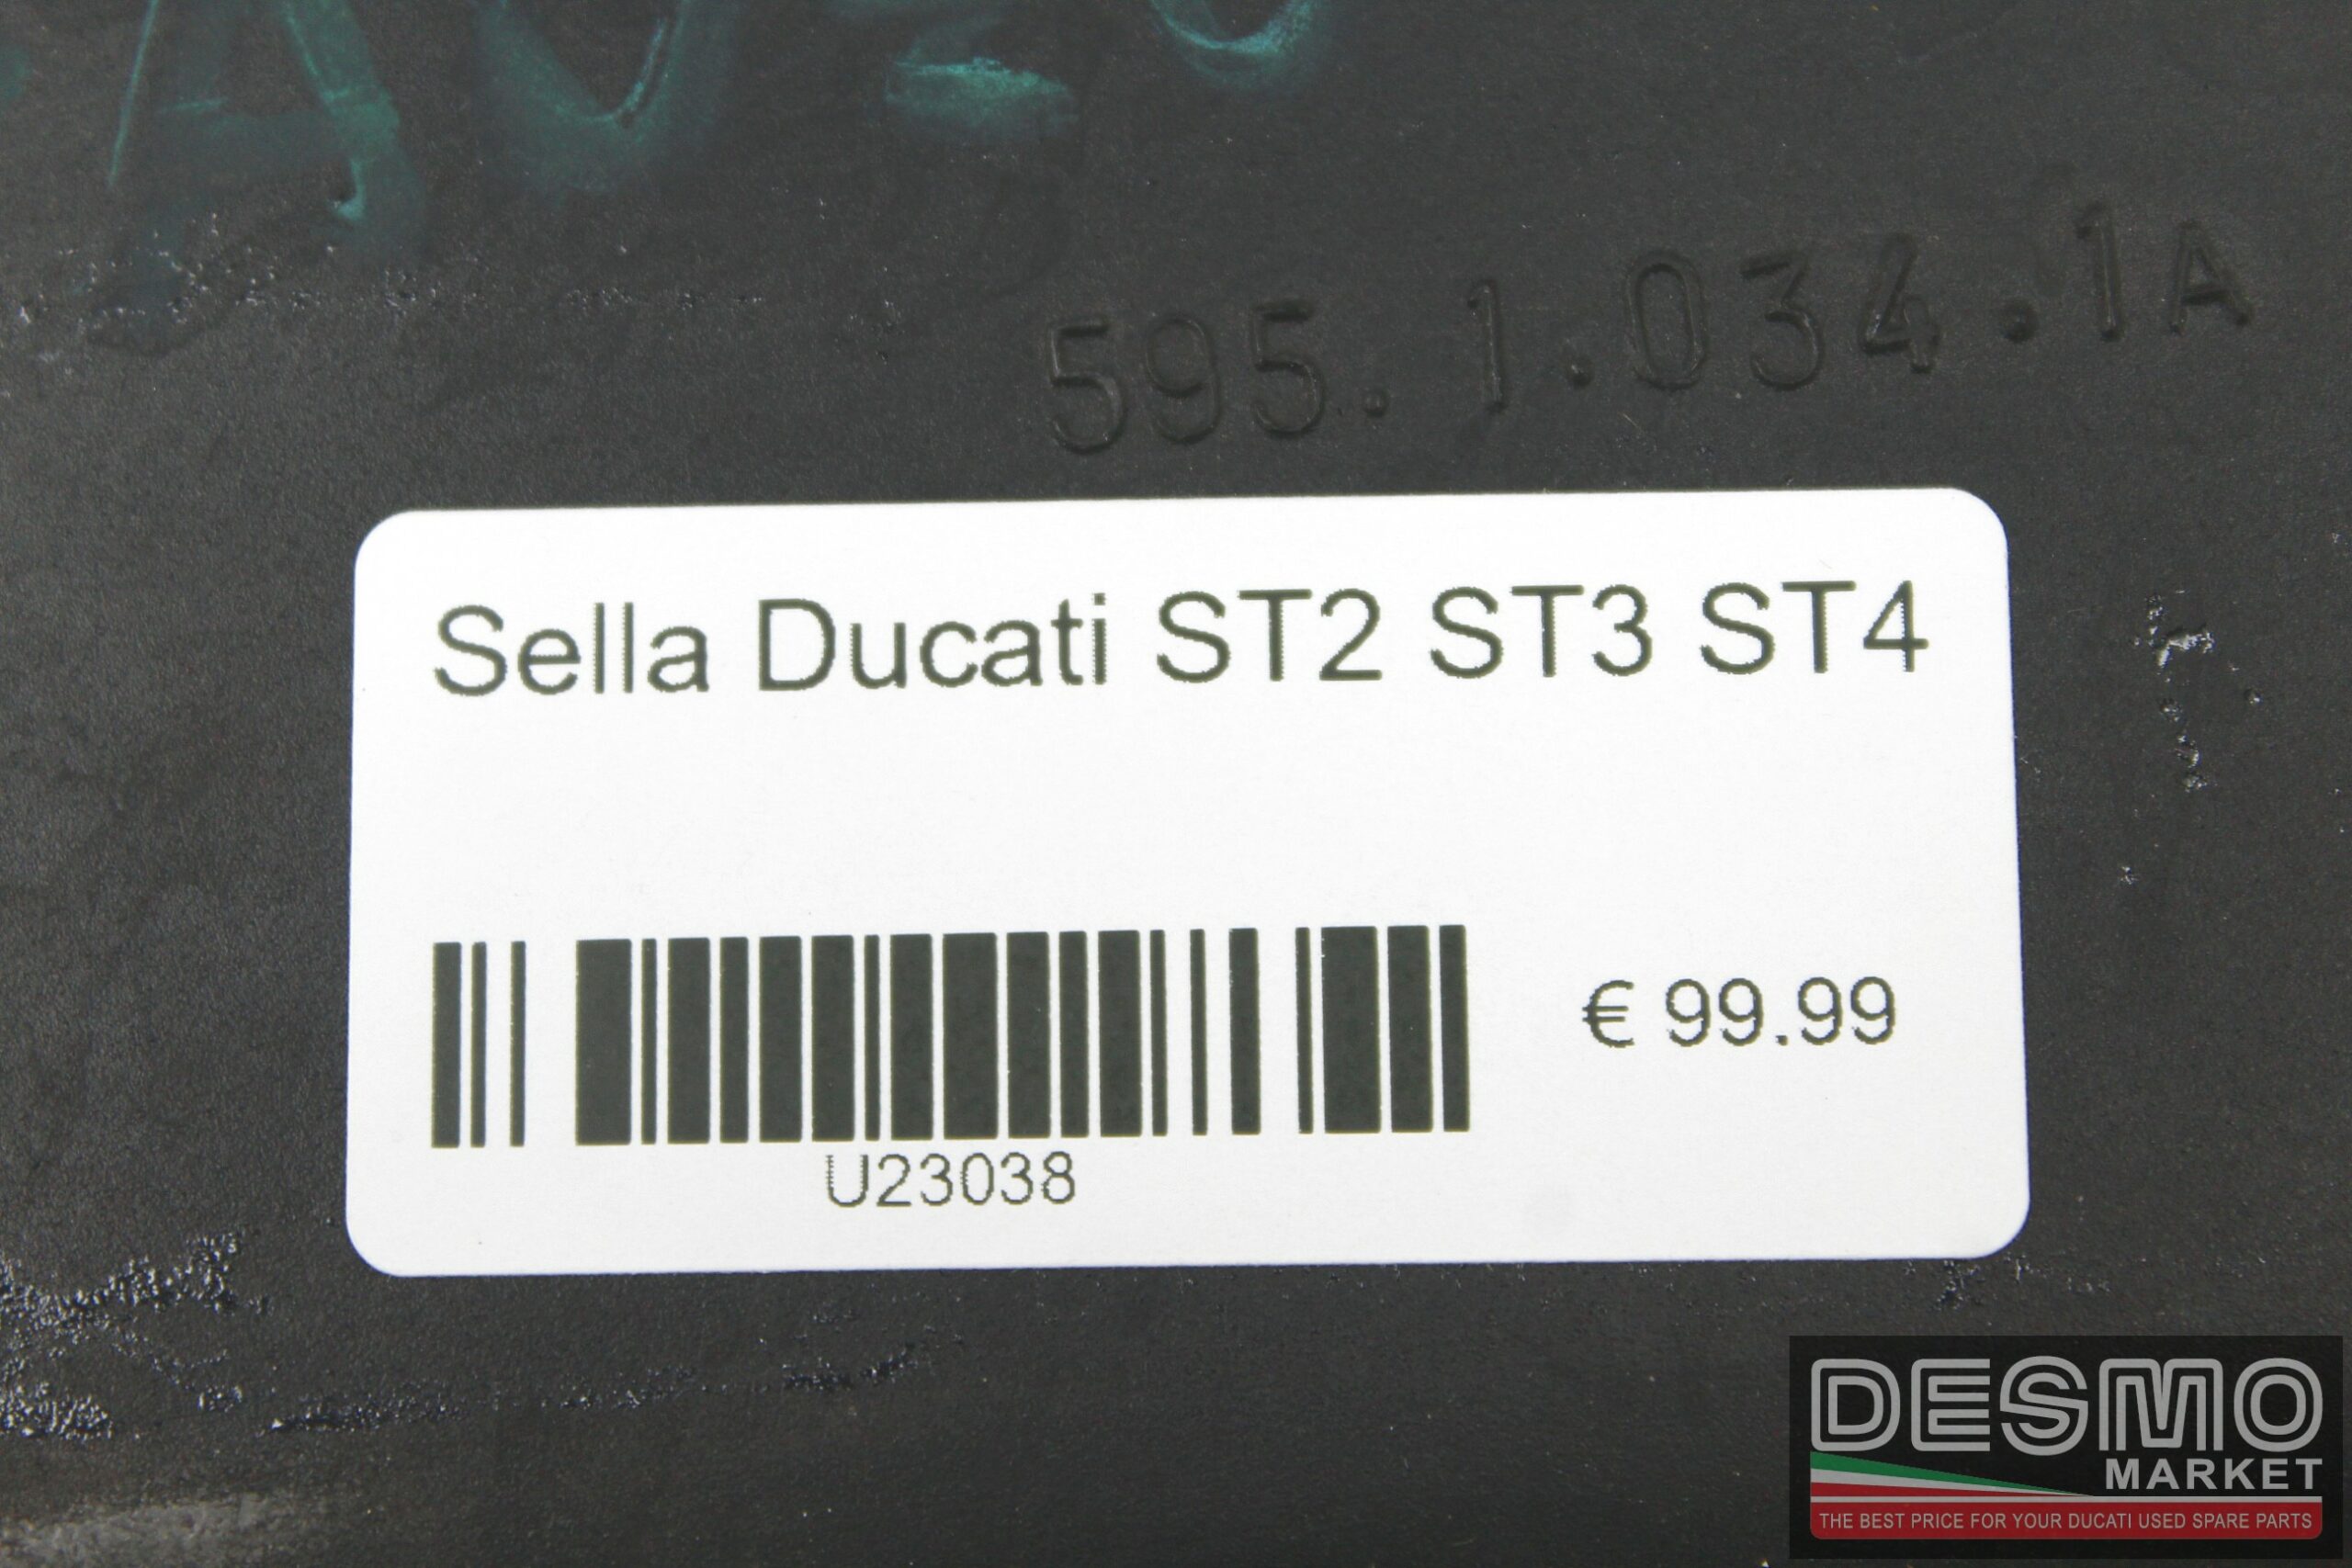 595.1.034.1A
Sella Ducati ST2 ST3 ST4
€ 99.99
U23038
DESMO
MARKET
THE BEST PRICE FOR YOUR DUCATI USED SPARE PARTS